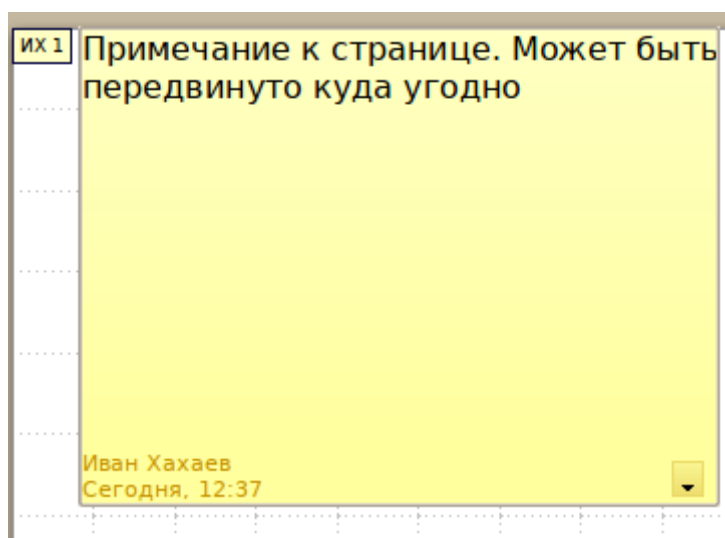 ИХ 1
Примечание к странице. Может быть
передвинуто куда угодно
Иван Хахаев
Сегодня, 12:37